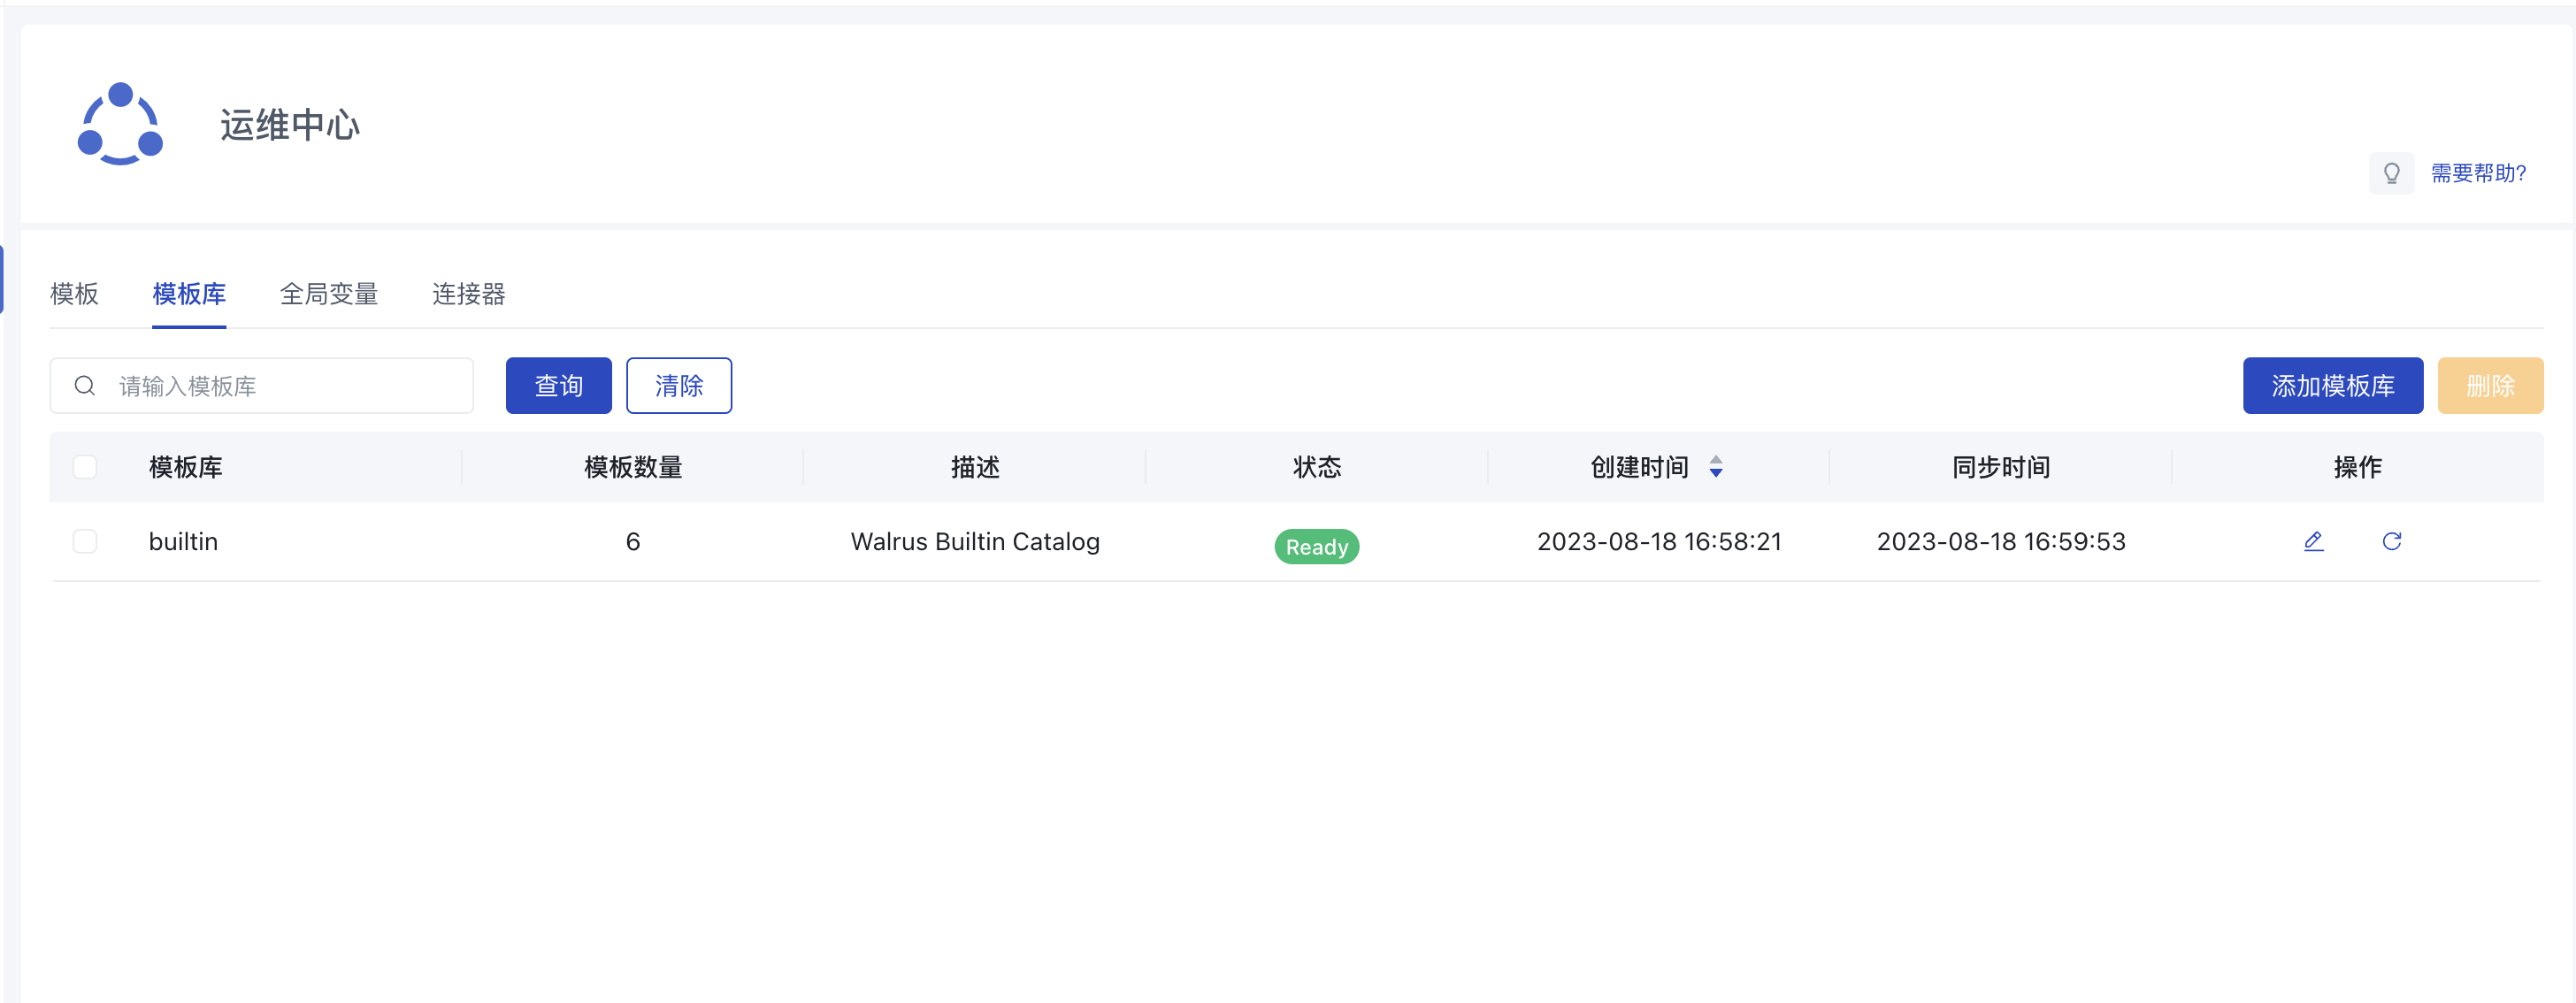 运维中心
需要帮助?
模板 模板库 全局变量 连接器
请输入模板库 查询 清除 添加模板库 删除
模板库 模板数量 描述 状态 创建时间 同步时间 操作
builtin 6 Walrus Builtin Catalog Ready 2023-08-18 16:58:21 2023-08-18 16:59:53